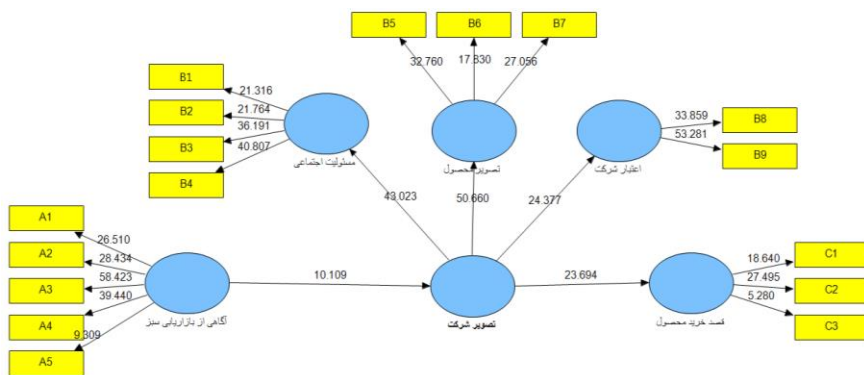 B5
B6
B7
32.760
17.830
27.056
B1
B2
B3
B4
21.316
21.764
36.191
40.807
مسئولیت اجتماعی
تصویر محصول
B8
B9
33.859
53.281
اعتبار شرکت
43.023
50.660
24.377
A1
A2
A3
A4
A5
26.510
28.434
58.423
39.440
9.309
آگاهی از بازاریابی سبز
10.109
تصویر شرکت
23.694
قصد خرید محصول
C1
C2
C3
18.640
27.495
5.280